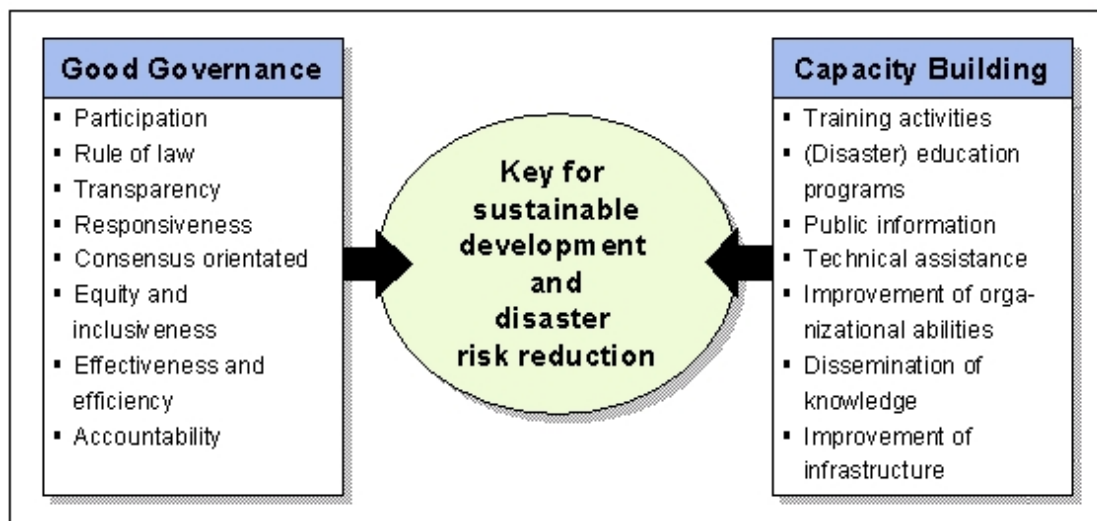 Good Governance
▪ Participation
▪ Rule of law
▪ Transparency
▪ Responsiveness
▪ Consensus orientated
▪ Equity and
inclusiveness
▪ Effectiveness and
efficiency
▪ Accountability
Key for
sustainable
development
and
disaster
risk reduction
Capacity Building
▪ Training activities
▪ (Disaster) education
programs
▪ Public information
▪ Technical assistance
▪ Improvement of orga-
nizational abilities
▪ Dissemination of
knowledge
▪ Improvement of
infrastructure